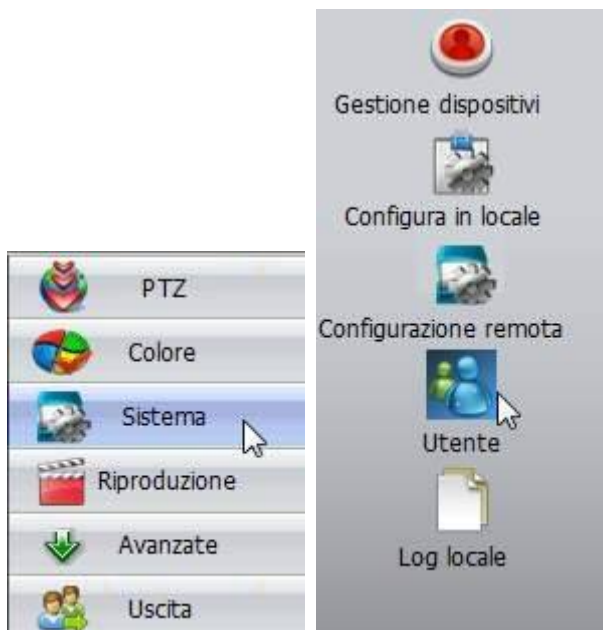 PTZ
Colore
Sistema
Riproduzione
Avanzate
Uscita
Gestione dispositivi
Configura in locale
Configurazione remota
Utente
Log locale